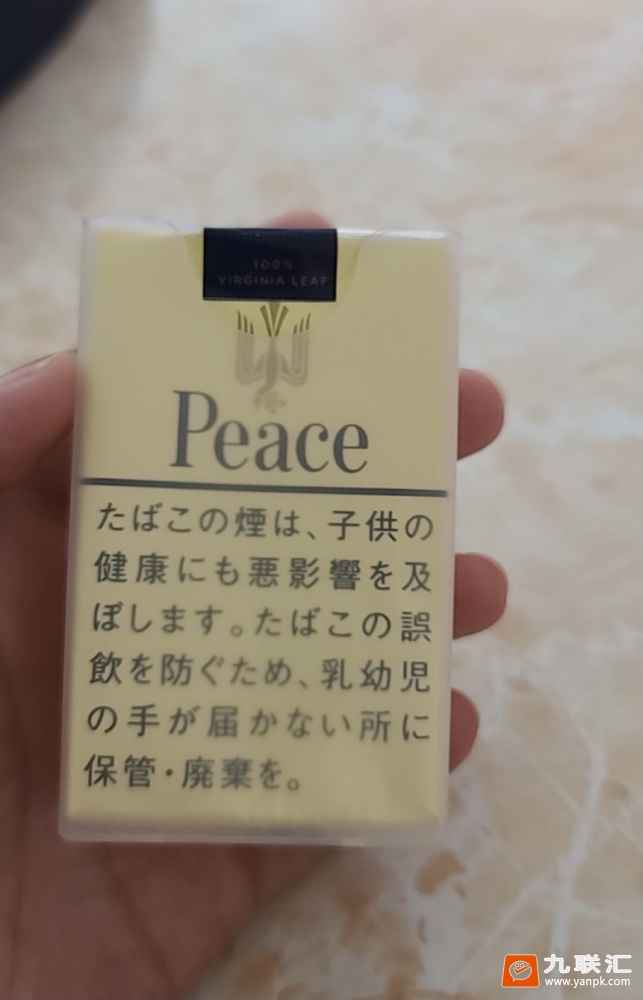 100%
VIRGINIA LEAF
Peace
たばこの煙は、子供の
健康にも悪影響を及
ぼします。たばこの誤
飲を防ぐため、乳幼児
の手が届かない所に
保管・廃棄を。
九联汇
www.yanpk.com